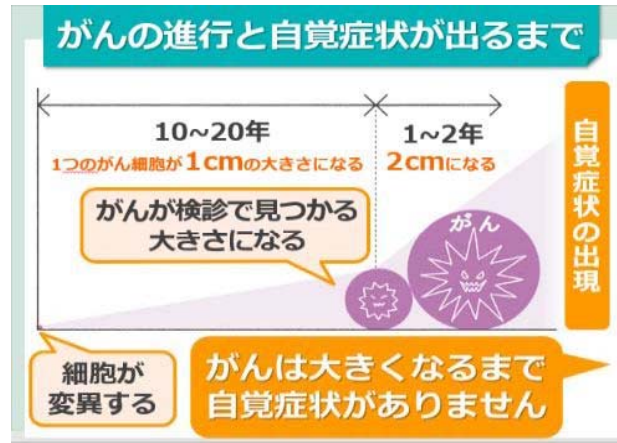 がんの進行と自覚症状が出るまで
10~20年
1つのがん細胞が1cmの大きさになる
1~2年
2cmになる
がんが検診で見つかる
大きさになる
がん
自覚症状の出現
細胞が
変異する
がんは大きくなるまで
自覚症状がありません